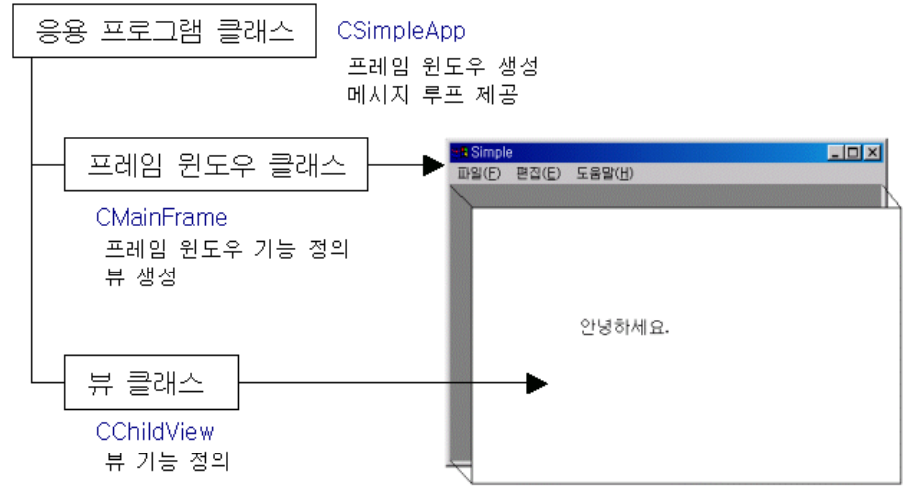 응용 프로그램 클래스
CSimpleApp
프레임 윈도우 생성
메시지 루프 제공
프레임 윈도우 클래스
CMainFrame
프레임 윈도우 기능 정의
뷰 생성
Simple
파일(F) 편집(E) 도움말(H)
안녕하세요.
뷰 클래스
CChildView
뷰 기능 정의